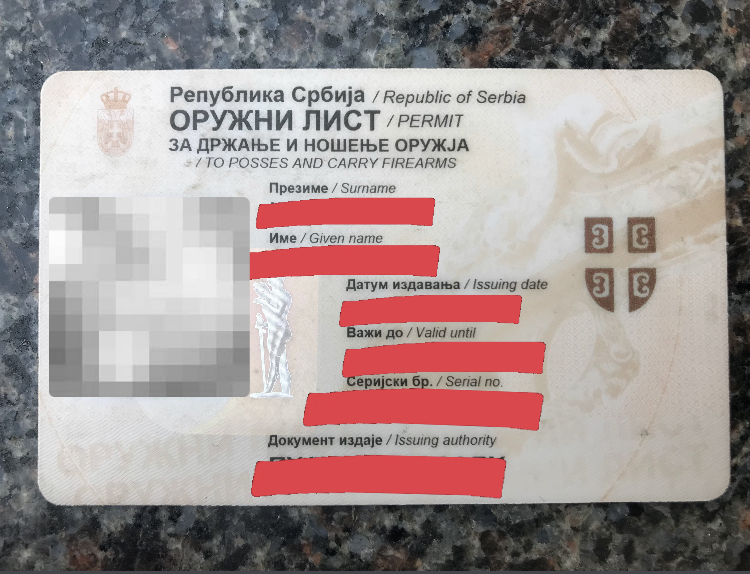 Република Србија / Republic of Serbia
ОРУЖНИ ЛИСТ / PERMIT
ЗА ДРЖАЊЕ И НОШЕЊЕ ОРУЖЈА
/ TO POSSES AND CARRY FIREARMS
Презиме / Surname
Име / Given name
Датум издавања / Issuing date
Важи до / Valid until
Серијски бр. / Serial no.
Документ издаје / Issuing authority